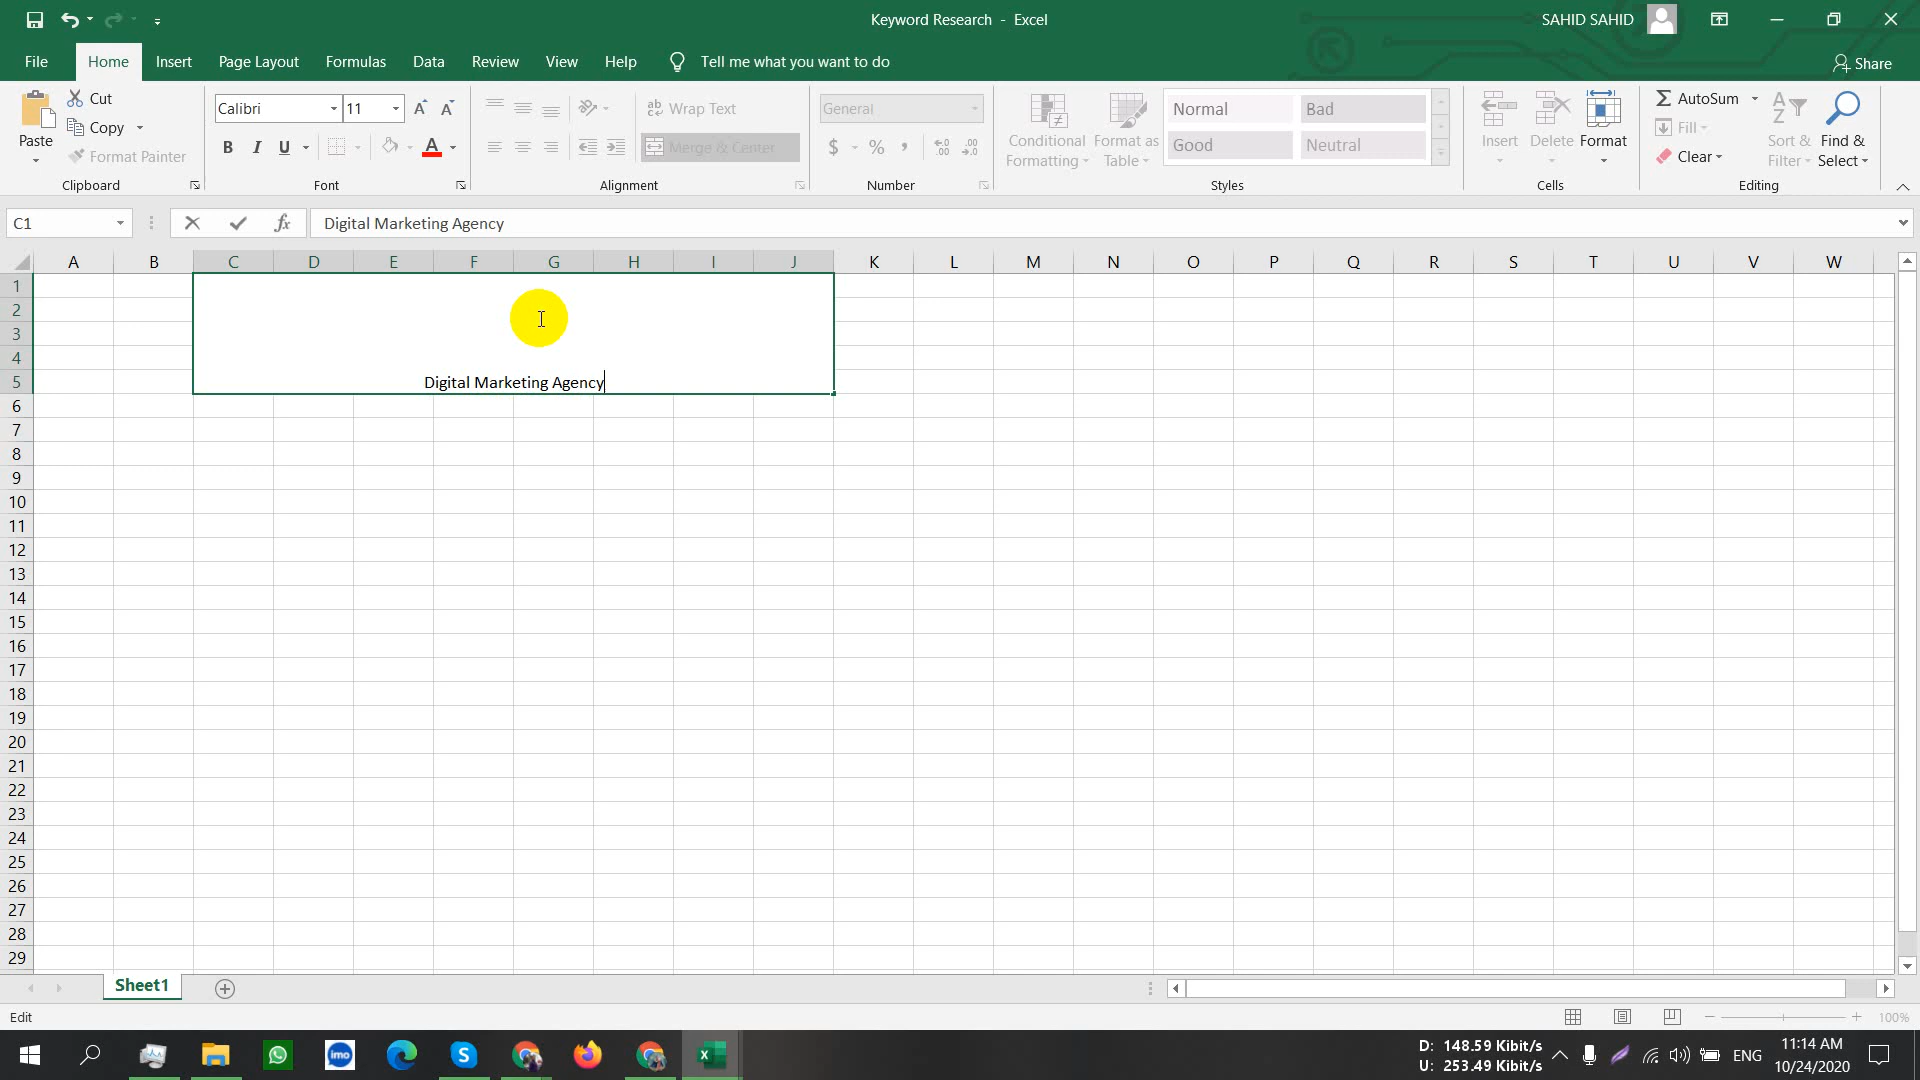 Keyword Research - Excel
SAHID SAHID
File Home Insert Page Layout Formulas Data Review View Help Tell me what you want to do Share
Paste
Cut
Copy
Format Painter
Clipboard
Calibri 11
B I U A
Font
Wrap Text
Merge & Center
Alignment
General
$ % ,
Number
Conditional Formatting
Format as Table
Normal Bad
Good Neutral
Styles
Insert Delete Format
Cells
AutoSum
Fill
Clear
Sort & Filter
Find & Select
Editing
C1 fx Digital Marketing Agency
A B C D E F G H I J K L M N O P Q R S T U V W
1
2
3
4
5 Digital Marketing Agency
6
7
8
9
10
11
12
13
14
15
16
17
18
19
20
21
22
23
24
25
26
27
28
29
Sheet1
Edit 100%
imo
D: 148.59 Kibit/s
U: 253.49 Kibit/s
ENG
11:14 AM
10/24/2020